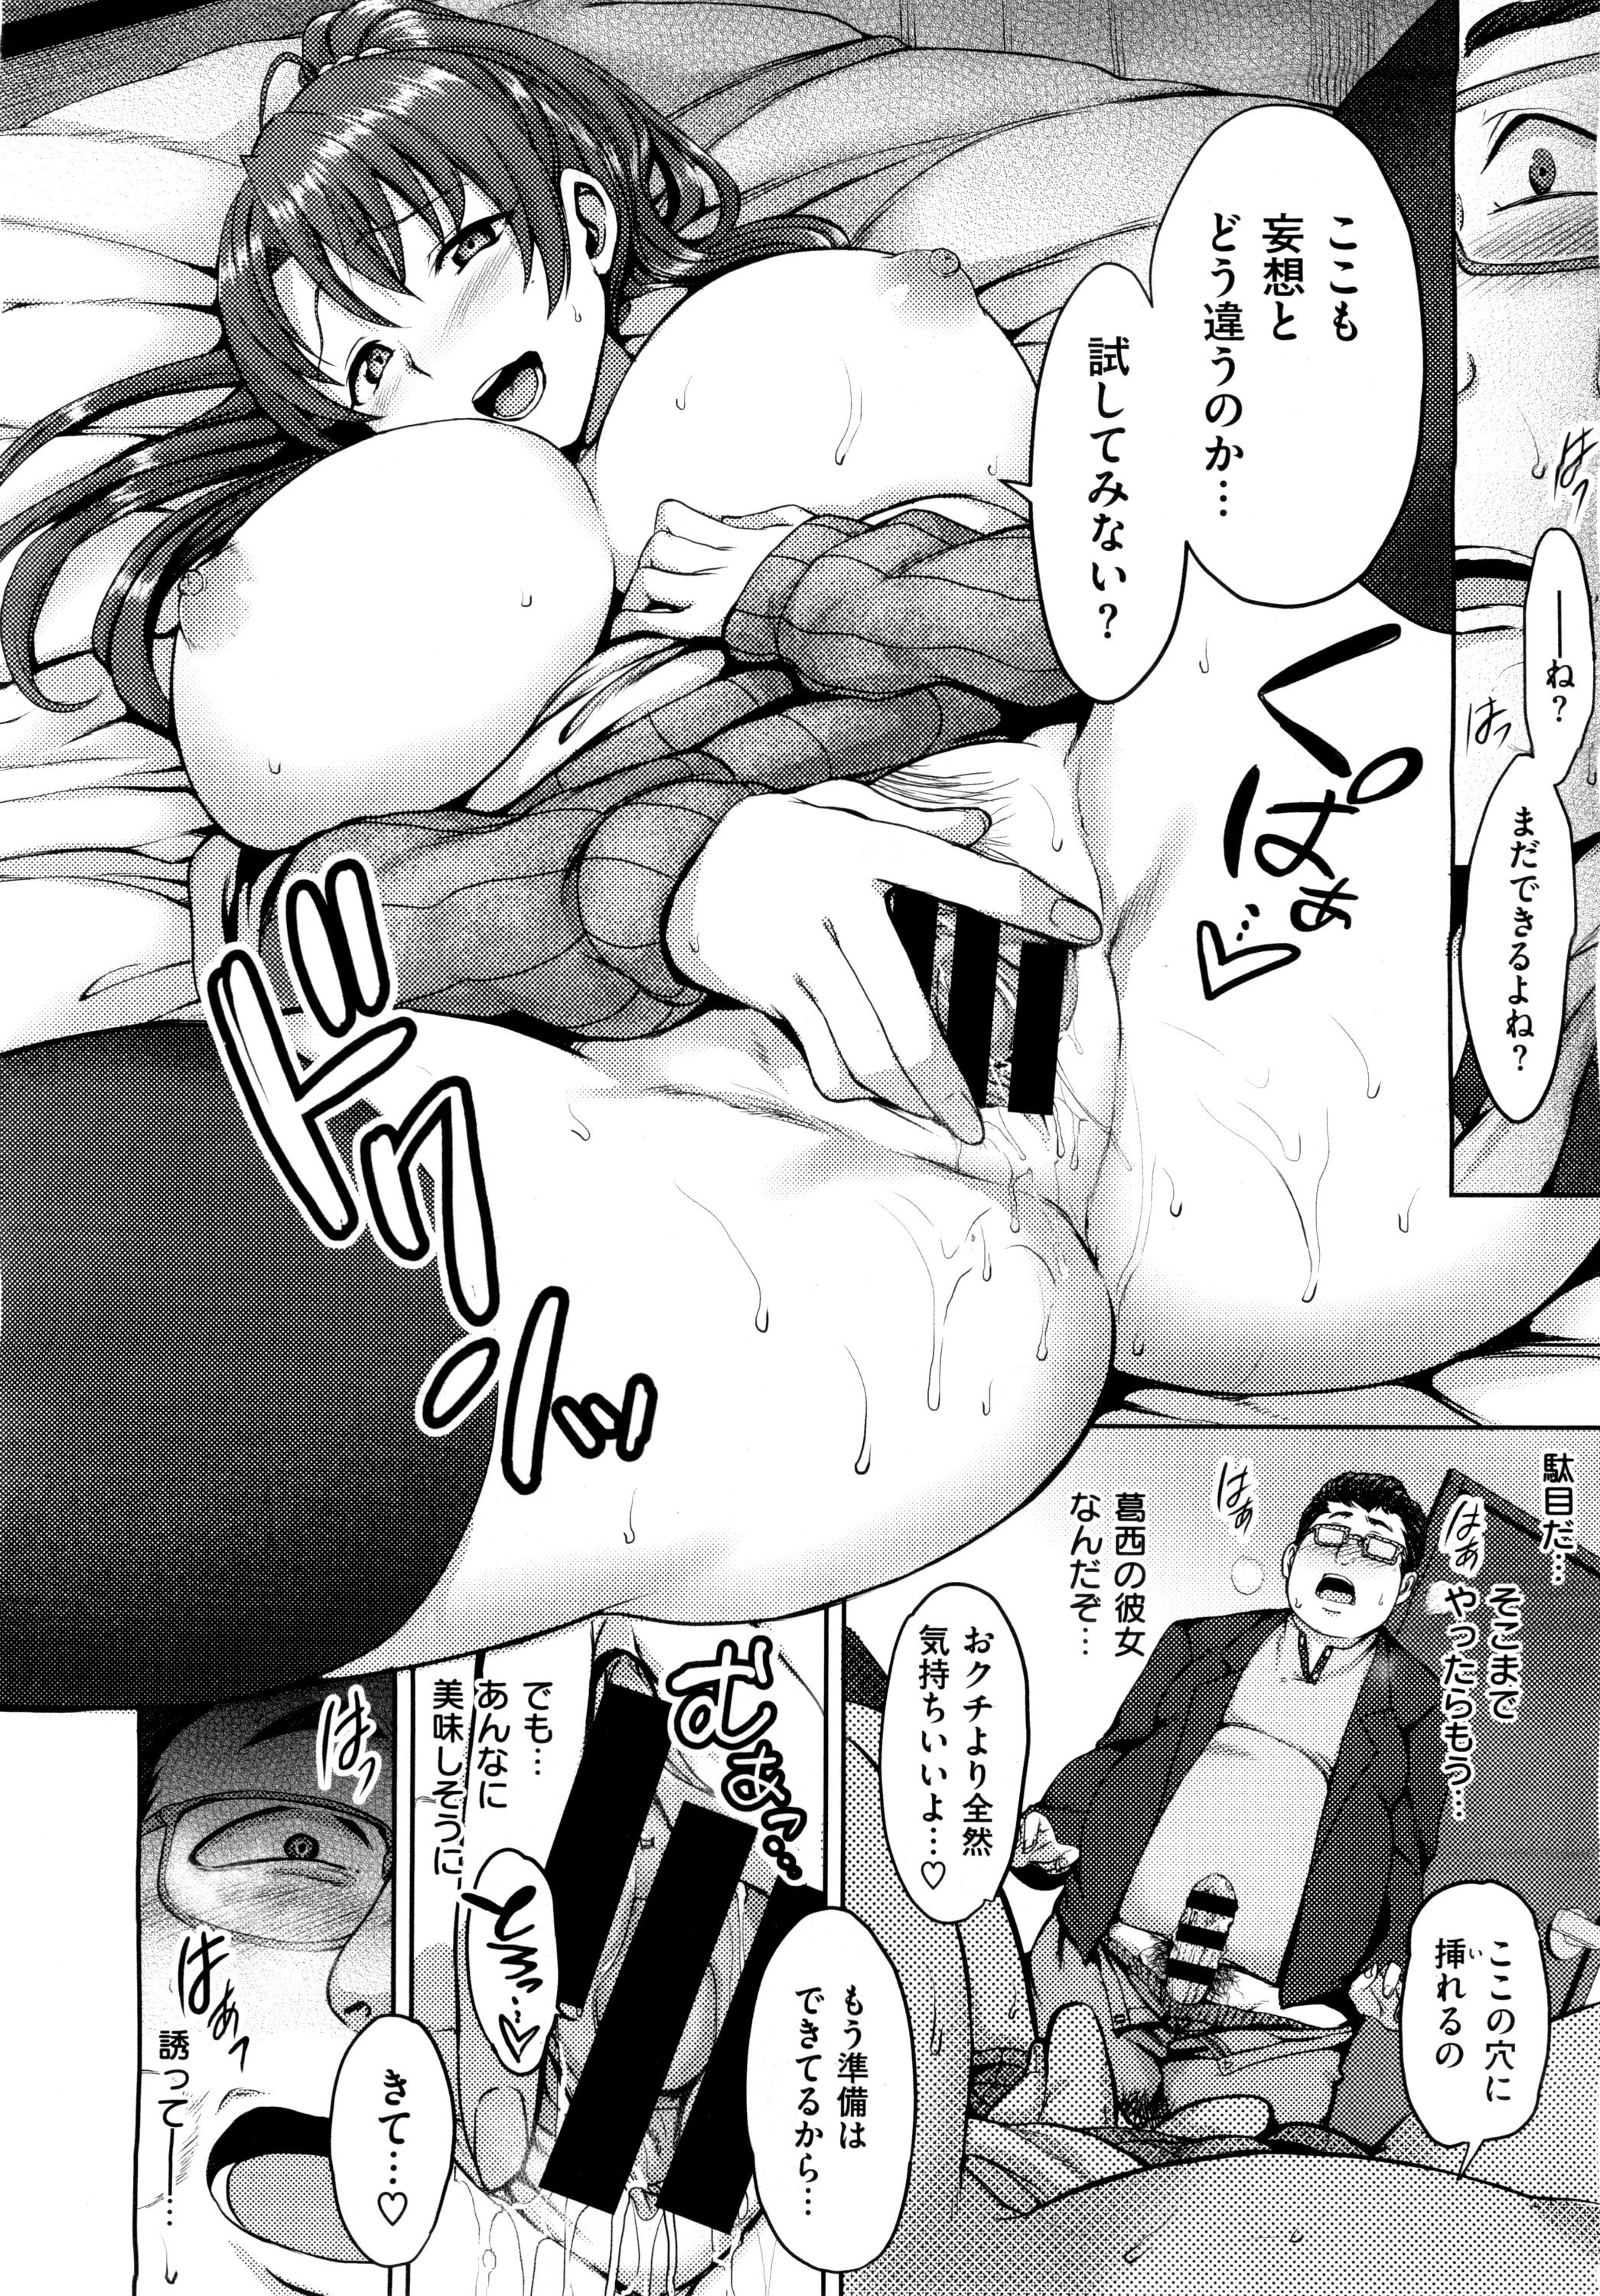 はぁっ
――ね?
はっ
まだできるよね?
ここも
妄想と
どう違うのか…
試してみない?
くぱぁ…♡
ドクンッ
駄目だ…
そこまで
やったらもう…
はぁ
はぁ
葛西の彼女
なんだぞ…
ここの穴に
挿れるの
い
おクチより全然
気持ちいいよ…♡
もう準備は
できてるから…
むぁっ…
でも…
あんなに
美味しそうに
とろっ…♡
はっ
はぁっ
誘って――…
きて…♡